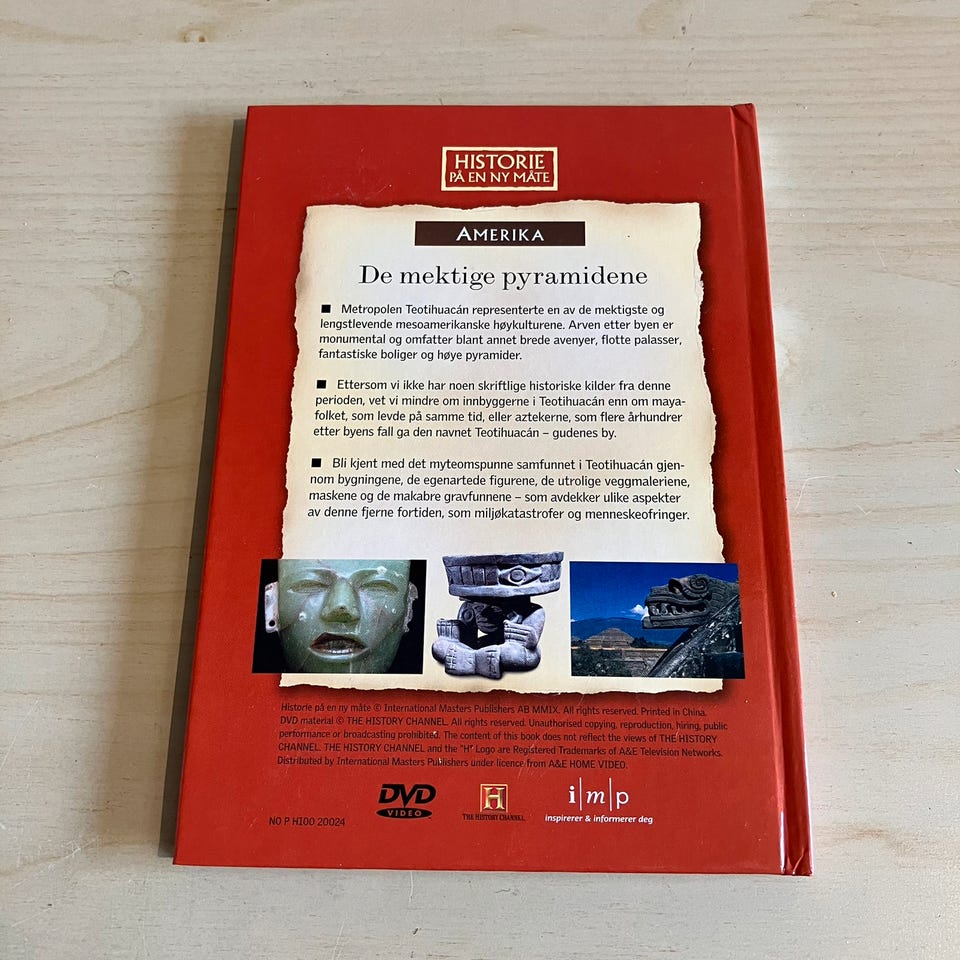 HISTORIE
PÅ EN NY MÅTE
AMERIKA
De mektige pyramidene
■ Metropolen Teotihuacán representerte en av de mektigste og
lengstlevende mesoamerikanske høykulturene. Arven etter byen er
monumental og omfatter blant annet brede avenyer, flotte palasser,
fantastiske boliger og høye pyramider.
■ Ettersom vi ikke har noen skriftlige historiske kilder fra denne
perioden, vet vi mindre om innbyggerne i Teotihuacán enn om maya-
folket, som levde på samme tid, eller aztekerne, som flere århundrer
etter byens fall ga den navnet Teotihuacán – gudenes by.
■ Bli kjent med det myteomspunne samfunnet i Teotihuacán gjen-
nom bygningene, de egenartede figurene, de utrolige veggmaleriene,
maskene og de makabre gravfunnene – som avdekker ulike aspekter
av denne fjerne fortiden, som miljøkatastrofer og menneskeofringer.
Historie på en ny måte © International Masters Publishers AB MMIX. All rights reserved. Printed in China.
DVD material © THE HISTORY CHANNEL. All rights reserved. Unauthorised copying, reproduction, hiring, public
performance or broadcasting prohibited. The content of this book does not reflect the views of THE HISTORY
CHANNEL. THE HISTORY CHANNEL and the "H" Logo are Registered Trademarks of A&E Television Networks.
Distributed by International Masters Publishers under licence from A&E HOME VIDEO.
NO P HI00 20024
DVD
VIDEO
H
THE HISTORY CHANNEL
i|m|p
inspirerer & informerer deg